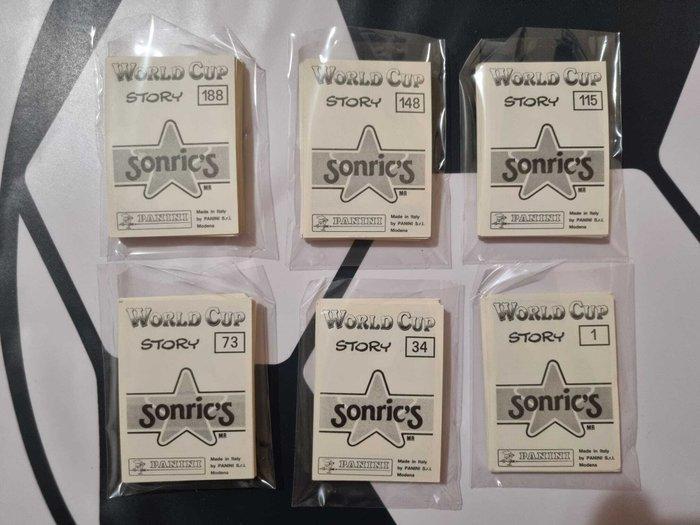 WORLD CUP
STORY 188
Sonric's
MR
PANINI
Made in Italy
by PANINI S.r.l.
Modena
WORLD CUP
STORY 148
Sonric's
MR
PANINI
Made in Italy
by PANINI S.r.l.
Modena
WORLD CUP
STORY 115
Sonric's
MR
PANINI
Made in Italy
by PANINI S.r.l.
Modena
WORLD CUP
STORY 73
Sonric's
MR
PANINI
Made in Italy
by PANINI S.r.l.
Modena
WORLD CUP
STORY 34
Sonric's
MR
PANINI
Made in Italy
by PANINI S.r.l.
Modena
WORLD CUP
STORY 1
Sonric's
MR
PANINI
Made in Italy
by PANINI S.r.l.
Modena